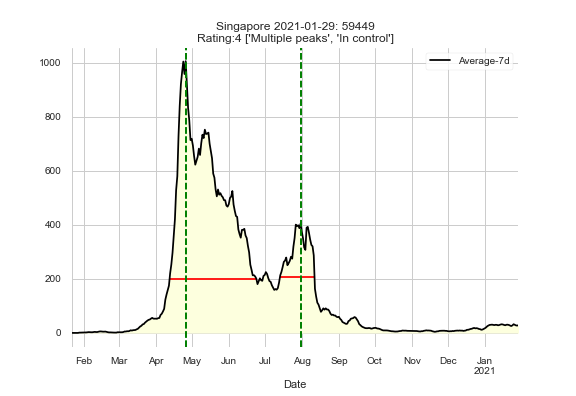 Singapore 2021-01-29: 59449
Rating:4 ['Multiple peaks', 'In control']
Average-7d
1000
800
600
400
200
0
Feb Mar Apr May Jun Jul Aug Sep Oct Nov Dec Jan
2021
Date